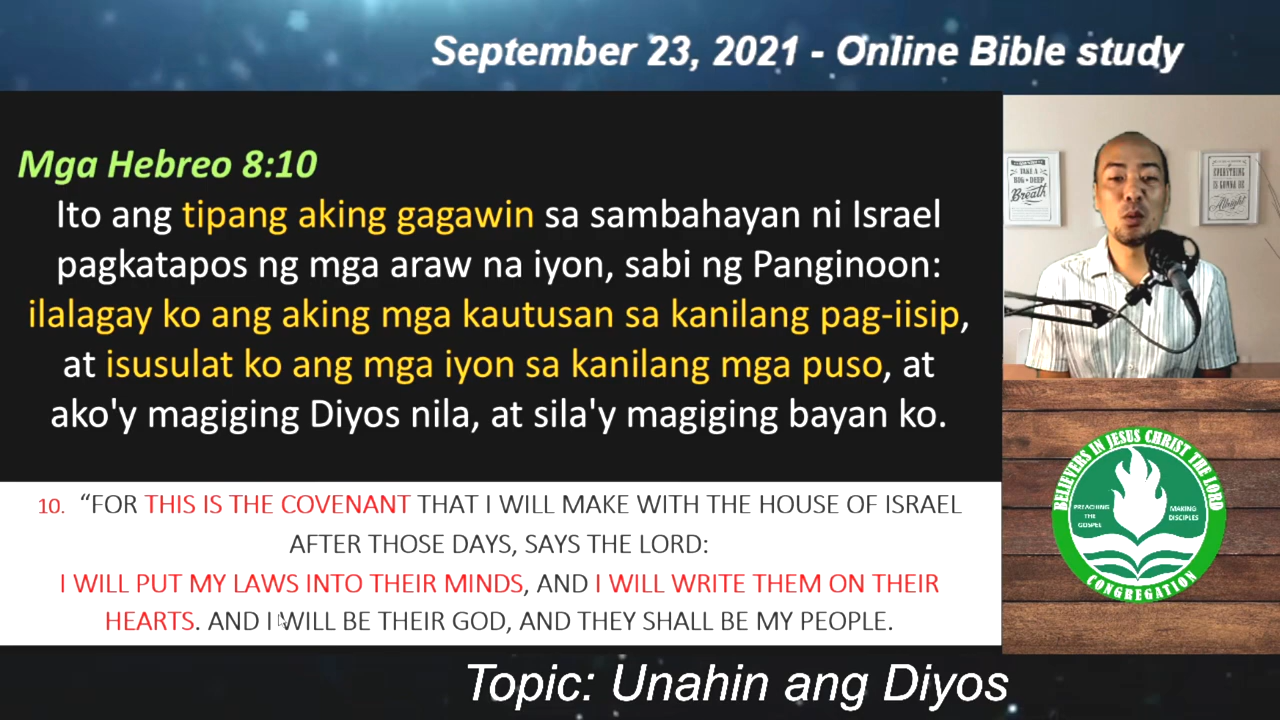 September 23, 2021 - Online Bible study
Mga Hebreo 8:10
Ito ang tipang aking gagawin sa sambahayan ni Israel
pagkatapos ng mga araw na iyon, sabi ng Panginoon:
ilalagay ko ang aking mga kautusan sa kanilang pag-iisip,
at isusulat ko ang mga iyon sa kanilang mga puso, at
ako'y magiging Diyos nila, at sila'y magiging bayan ko.
10. “FOR THIS IS THE COVENANT THAT I WILL MAKE WITH THE HOUSE OF ISRAEL
AFTER THOSE DAYS, SAYS THE LORD:
I WILL PUT MY LAWS INTO THEIR MINDS, AND I WILL WRITE THEM ON THEIR
HEARTS. AND I WILL BE THEIR GOD, AND THEY SHALL BE MY PEOPLE.
TAKE A
Breath
EVERYTHING
Alright
BELIEVERS IN JESUS CHRIST THE LORD
PREACHING
THE
GOSPEL
MAKING
DISCIPLES
CONGREGATION
Topic: Unahin ang Diyos